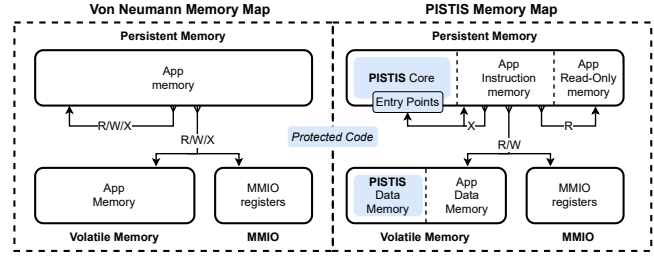 Von Neumann Memory Map
Persistent Memory
App
memory
R/W/X
R/W/X
App
Memory
MMIO
registers
Volatile Memory
MMIO
Protected Code
PISTIS Memory Map
Persistent Memory
PISTIS Core
Entry Points
App
Instruction
memory
App
Read-Only
memory
X
R
R/W
PISTIS
Data
Memory
App
Data
Memory
MMIO
registers
Volatile Memory
MMIO